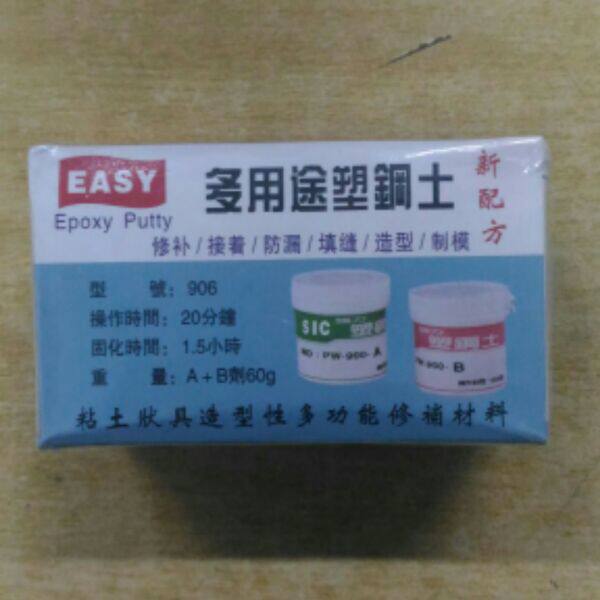 EASY
Epoxy Putty
多用途塑鋼土
新配方
修补/接着/防漏/填缝/造型/制模
型 號: 906
操作時間: 20分鐘
固化時間: 1.5小時
重 量: A+B劑60g
SIC
塑
NO: PW-900-A
塑鋼土
PW-900-B
粘土狀具造型性多功能修補材料